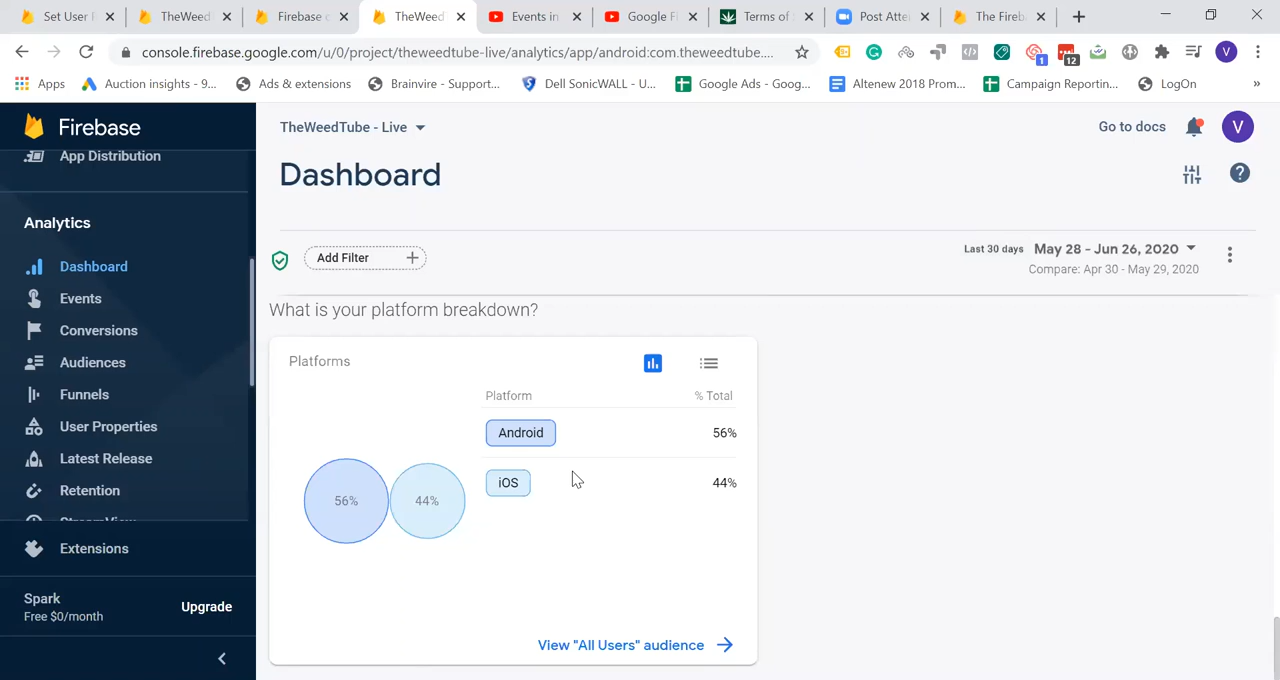 Set User P
TheWeed
Firebase c
TheWeed
Events in
Google Fi
Terms of
Post Atte
The Fireb
console.firebase.google.com/u/0/project/theweedtube-live/analytics/app/android:com.theweedtube....
1
12
V
Apps
Auction insights - 9...
Ads & extensions
Brainvire - Support...
Dell SonicWALL - U...
Google Ads - Goog...
Altenew 2018 Prom...
Campaign Reportin...
LogOn
»
Firebase
App Distribution
Analytics
Dashboard
Events
Conversions
Audiences
Funnels
User Properties
Latest Release
Retention
StreamView
Extensions
Spark
Free $0/month
Upgrade
TheWeedTube - Live
Go to docs
V
Dashboard
Add Filter
Last 30 days May 28 - Jun 26, 2020
Compare: Apr 30 - May 29, 2020
What is your platform breakdown?
Platforms
Platform % Total
Android 56%
iOS 44%
56% 44%
View "All Users" audience